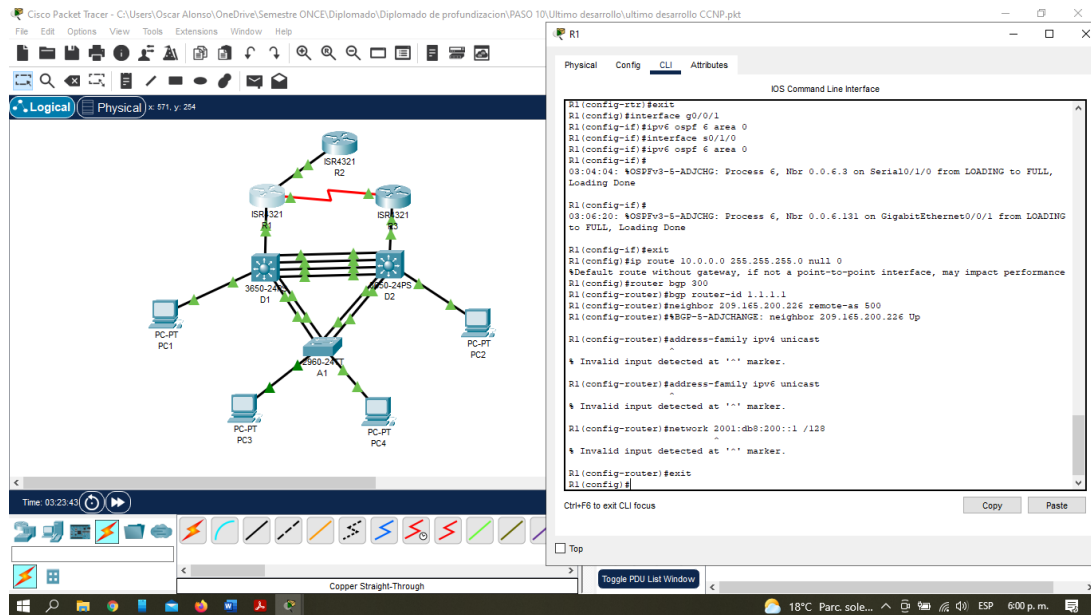 Cisco Packet Tracer - C:\Users\Oscar Alonso\OneDrive\Semestre ONCE\Diplomado\Diplomado de profundizacion\PASO 10\Ultimo desarrollo\ultimo desarrollo CCNP.pkt
File Edit Options View Tools Extensions Window Help
Logical Physical x: 571, y: 254
ISR4321
R2
ISR4321
R1
ISR4321
R3
3650-24PS
D1
3650-24PS
D2
PC-PT
PC1
PC-PT
PC2
2960-24TT
A1
PC-PT
PC3
PC-PT
PC4
Time: 03:23:43
Copper Straight-Through
R1
Physical Config CLI Attributes
IOS Command Line Interface
R1(config-rtr)#exit
R1(config)#interface g0/0/1
R1(config-if)#ipv6 ospf 6 area 0
R1(config-if)#interface s0/1/0
R1(config-if)#ipv6 ospf 6 area 0
R1(config-if)#
03:04:04: %OSPFv3-5-ADJCHG: Process 6, Nbr 0.0.6.3 on Serial0/1/0 from LOADING to FULL,
Loading Done
R1(config-if)#
03:06:20: %OSPFv3-5-ADJCHG: Process 6, Nbr 0.0.6.131 on GigabitEthernet0/0/1 from LOADING
to FULL, Loading Done
R1(config-if)#exit
R1(config)#ip route 10.0.0.0 255.255.255.0 null 0
%Default route without gateway, if not a point-to-point interface, may impact performance
R1(config)#router bgp 300
R1(config-router)#bgp router-id 1.1.1.1
R1(config-router)#neighbor 209.165.200.226 remote-as 500
R1(config-router)#%BGP-5-ADJCHANGE: neighbor 209.165.200.226 Up
R1(config-router)#address-family ipv4 unicast
^
% Invalid input detected at '^' marker.
R1(config-router)#address-family ipv6 unicast
^
% Invalid input detected at '^' marker.
R1(config-router)#network 2001:db8:200::1 /128
^
% Invalid input detected at '^' marker.
R1(config-router)#exit
R1(config)#
Ctrl+F6 to exit CLI focus
Copy Paste
Top
Toggle PDU List Window
18°C Parc. sole... ESP 6:00 p. m.